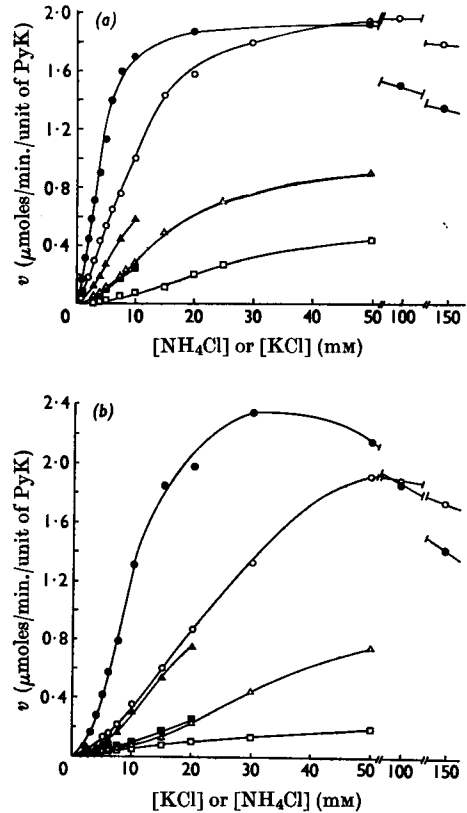 (a)
2·0
1·6
1·2
0·8
0·4
v (μmoles/min./unit of PyK)
0 10 20 30 40 50 100 150
[NH₄Cl] or [KCl] (mM)
(b)
2·4
2·0
1·6
1·2
0·8
0·4
v (μmoles/min./unit of PyK)
0 10 20 30 40 50 100 150
[KCl] or [NH₄Cl] (mM)